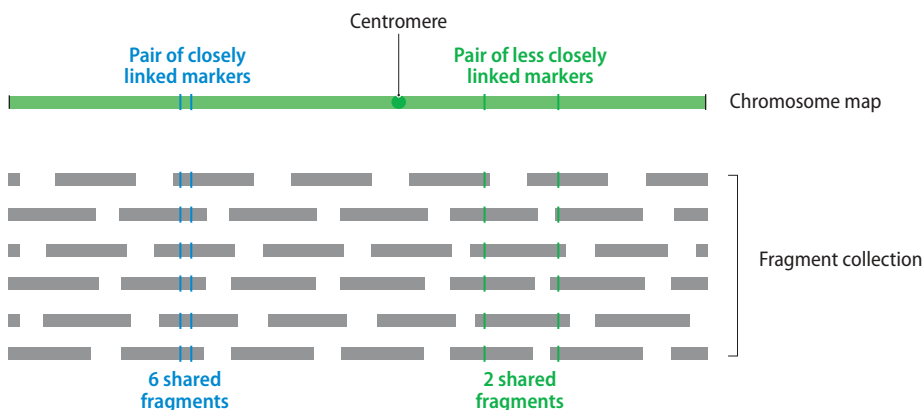 Centromere
Pair of closely
linked markers
Pair of less closely
linked markers
Chromosome map
Fragment collection
6 shared
fragments
2 shared
fragments